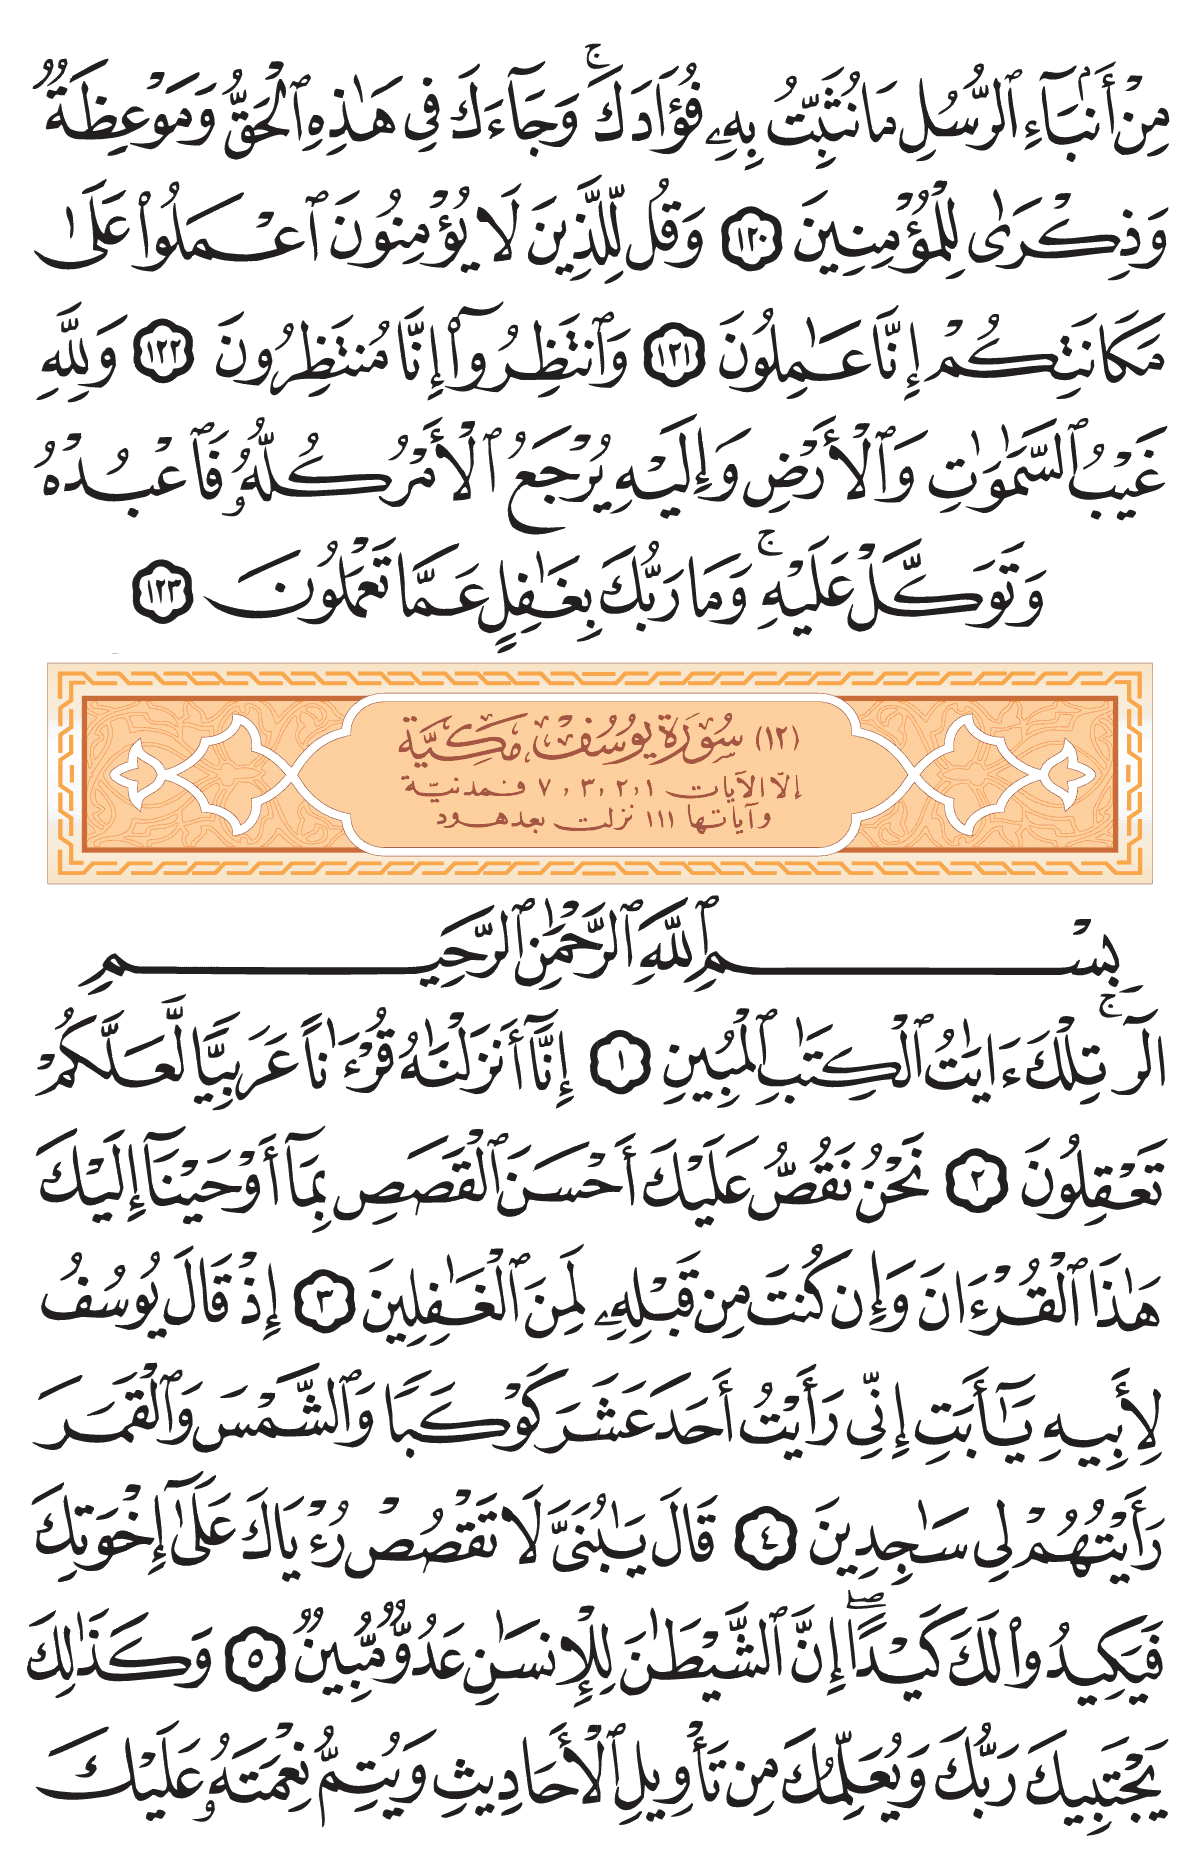 مِنْ أَنۢبَآءِ ٱلرُّسُلِ مَا نُثَبِّتُ بِهِۦ فُؤَادَكَ ۚ وَجَآءَكَ فِى هَـٰذِهِ ٱلْحَقُّ وَمَوْعِظَةٌ
وَذِكْرَىٰ لِلْمُؤْمِنِينَ ١٢٠ وَقُل لِّلَّذِينَ لَا يُؤْمِنُونَ ٱعْمَلُوا۟ عَلَىٰ
مَكَانَتِكُمْ إِنَّا عَـٰمِلُونَ ١٢١ وَٱنتَظِرُوٓا۟ إِنَّا مُنتَظِرُونَ ١٢٢ وَلِلَّهِ
غَيْبُ ٱلسَّمَـٰوَٰتِ وَٱلْأَرْضِ وَإِلَيْهِ يُرْجَعُ ٱلْأَمْرُ كُلُّهُۥ فَٱعْبُدْهُ
وَتَوَكَّلْ عَلَيْهِ ۚ وَمَا رَبُّكَ بِغَـٰفِلٍ عَمَّا تَعْمَلُونَ ١٢٣
(١٢) سُورَة يُوسُفْ مَكِيَّة
إلّا الآيات ١، ٢، ٣، ٧ فمدنيّة
وآياتها ١١١ نزلت بعد هود
بِسْمِ ٱللَّهِ ٱلرَّحْمَـٰنِ ٱلرَّحِيمِ
الٓرَ ۚ تِلْكَ ءَايَـٰتُ ٱلْكِتَـٰبِ ٱلْمُبِينِ ١ إِنَّآ أَنزَلْنَـٰهُ قُرْءَٰنًا عَرَبِيًّا لَّعَلَّكُمْ
تَعْقِلُونَ ٢ نَحْنُ نَقُصُّ عَلَيْكَ أَحْسَنَ ٱلْقَصَصِ بِمَآ أَوْحَيْنَآ إِلَيْكَ
هَـٰذَا ٱلْقُرْءَانَ وَإِن كُنتَ مِن قَبْلِهِۦ لَمِنَ ٱلْغَـٰفِلِينَ ٣ إِذْ قَالَ يُوسُفُ
لِأَبِيهِ يَـٰٓأَبَتِ إِنِّى رَأَيْتُ أَحَدَ عَشَرَ كَوْكَبًا وَٱلشَّمْسَ وَٱلْقَمَرَ
رَأَيْتُهُمْ لِى سَـٰجِدِينَ ٤ قَالَ يَـٰبُنَىَّ لَا تَقْصُصْ رُءْيَاكَ عَلَىٰٓ إِخْوَتِكَ
فَيَكِيدُوا۟ لَكَ كَيْدًا ۖ إِنَّ ٱلشَّيْطَـٰنَ لِلْإِنسَـٰنِ عَدُوٌّ مُّبِينٌ ٥ وَكَذَٰلِكَ
يَجْتَبِيكَ رَبُّكَ وَيُعَلِّمُكَ مِن تَأْوِيلِ ٱلْأَحَادِيثِ وَيُتِمُّ نِعْمَتَهُۥ عَلَيْكَ